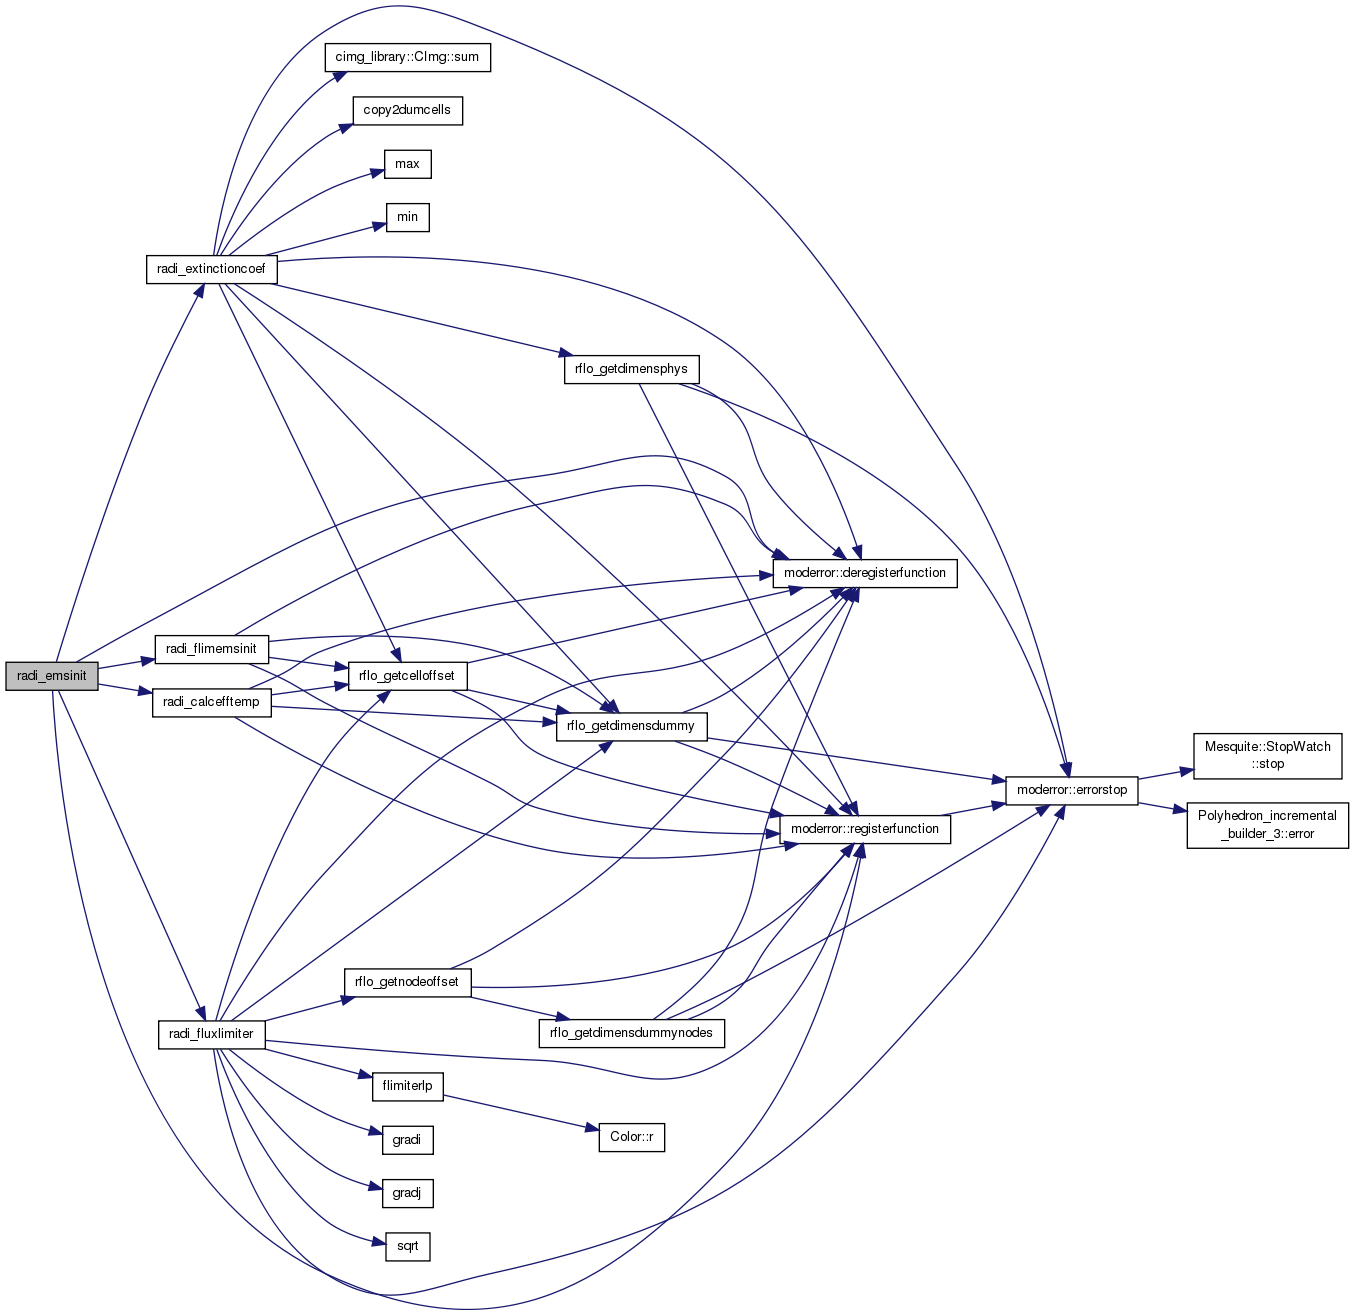 cimg_library::CImg::sum
copy2dumcells
max
min
radi_extinctioncoef
rflo_getdimensphys
moderror::deregisterfunction
radi_flimemsinit
radi_emsinit
rflo_getcelloffset
radi_calcefftemp
rflo_getdimensdummy
Mesquite::StopWatch
::stop
moderror::errorstop
Polyhedron_incremental
_builder_3::error
moderror::registerfunction
rflo_getnodeoffset
radi_fluxlimiter
rflo_getdimensdummynodes
flimiterlp
gradi
Color::r
gradj
sqrt